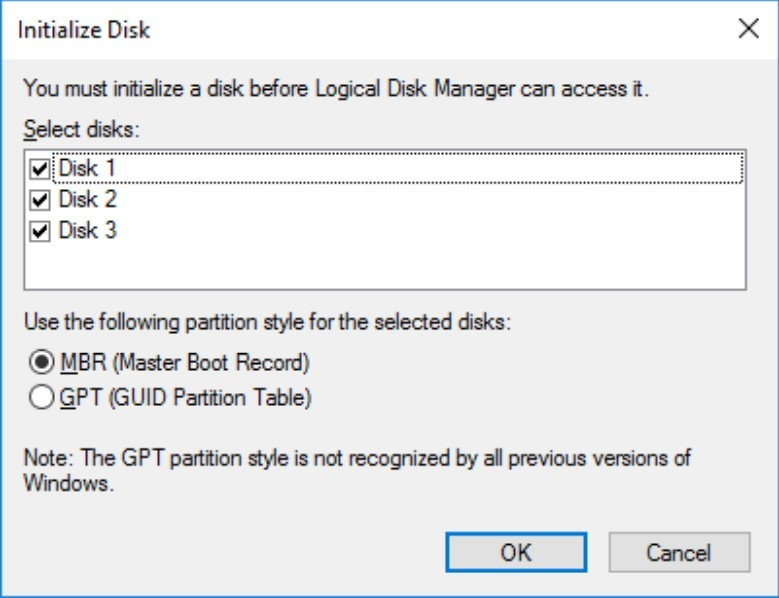 Initialize Disk
You must initialize a disk before Logical Disk Manager can access it.
Select disks:
Disk 1
Disk 2
Disk 3
Use the following partition style for the selected disks:
MBR (Master Boot Record)
GPT (GUID Partition Table)
Note: The GPT partition style is not recognized by all previous versions of
Windows.
OK Cancel